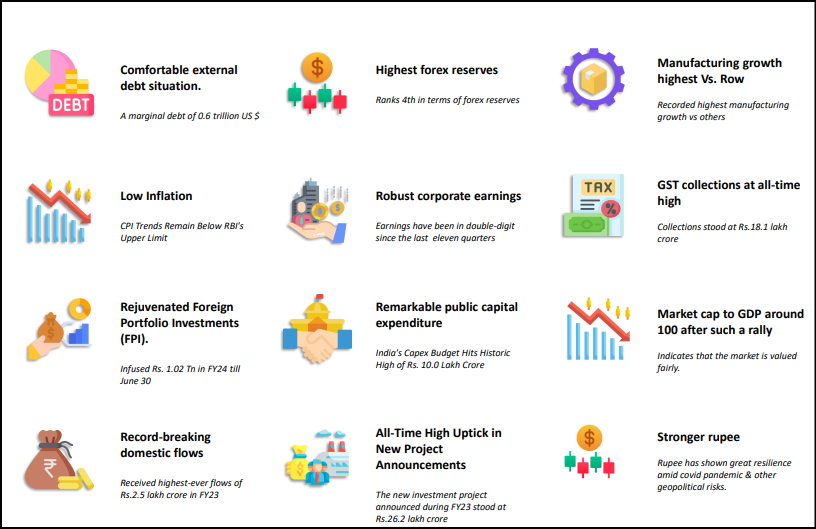 DEBT
Comfortable external
debt situation.
A marginal debt of 0.6 trillion US $
$
Highest forex reserves
Ranks 4th in terms of forex reserves
Manufacturing growth
highest Vs. Row
Recorded highest manufacturing
growth vs others
Low Inflation
CPI Trends Remain Below RBI's
Upper Limit
$ $
Robust corporate earnings
Earnings have been in double-digit
since the last eleven quarters
TAX
%
GST collections at all-time
high
Collections stood at Rs.18.1 lakh
crore
$
Rejuvenated Foreign
Portfolio Investments
(FPI).
Infused Rs. 1.02 Tn in FY24 till
June 30
Remarkable public capital
expenditure
India's Capex Budget Hits Historic
High of Rs. 10.0 Lakh Crore
Market cap to GDP around
100 after such a rally
Indicates that the market is valued
fairly.
₹
Record-breaking
domestic flows
Received highest-ever flows of
Rs.2.5 lakh crore in FY23
$
All-Time High Uptick in
New Project
Announcements
The new investment project
announced during FY23 stood at
Rs.26.2 lakh crore
$
Stronger rupee
Rupee has shown great resilience
amid covid pandemic & other
geopolitical risks.